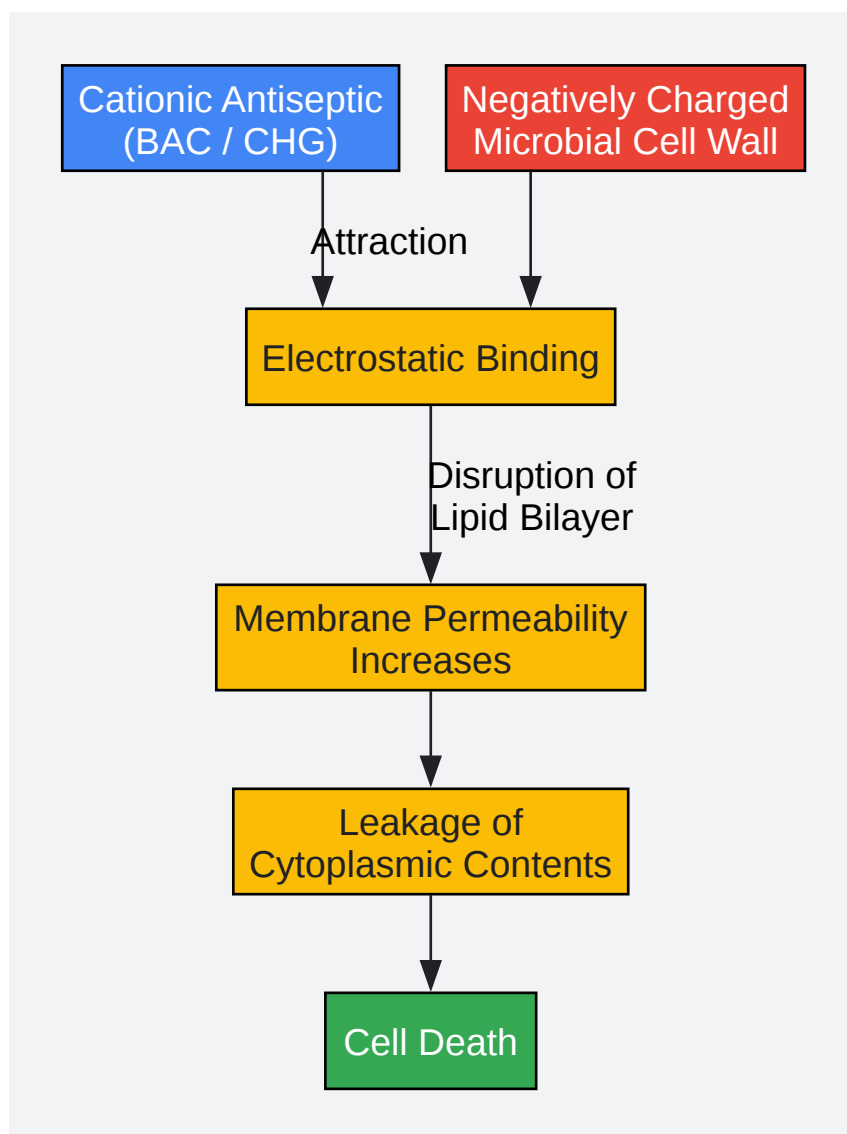 Cationic Antiseptic
(BAC / CHG)
Negatively Charged
Microbial Cell Wall
Attraction
Electrostatic Binding
Disruption of
Lipid Bilayer
Membrane Permeability
Increases
Leakage of
Cytoplasmic Contents
Cell Death